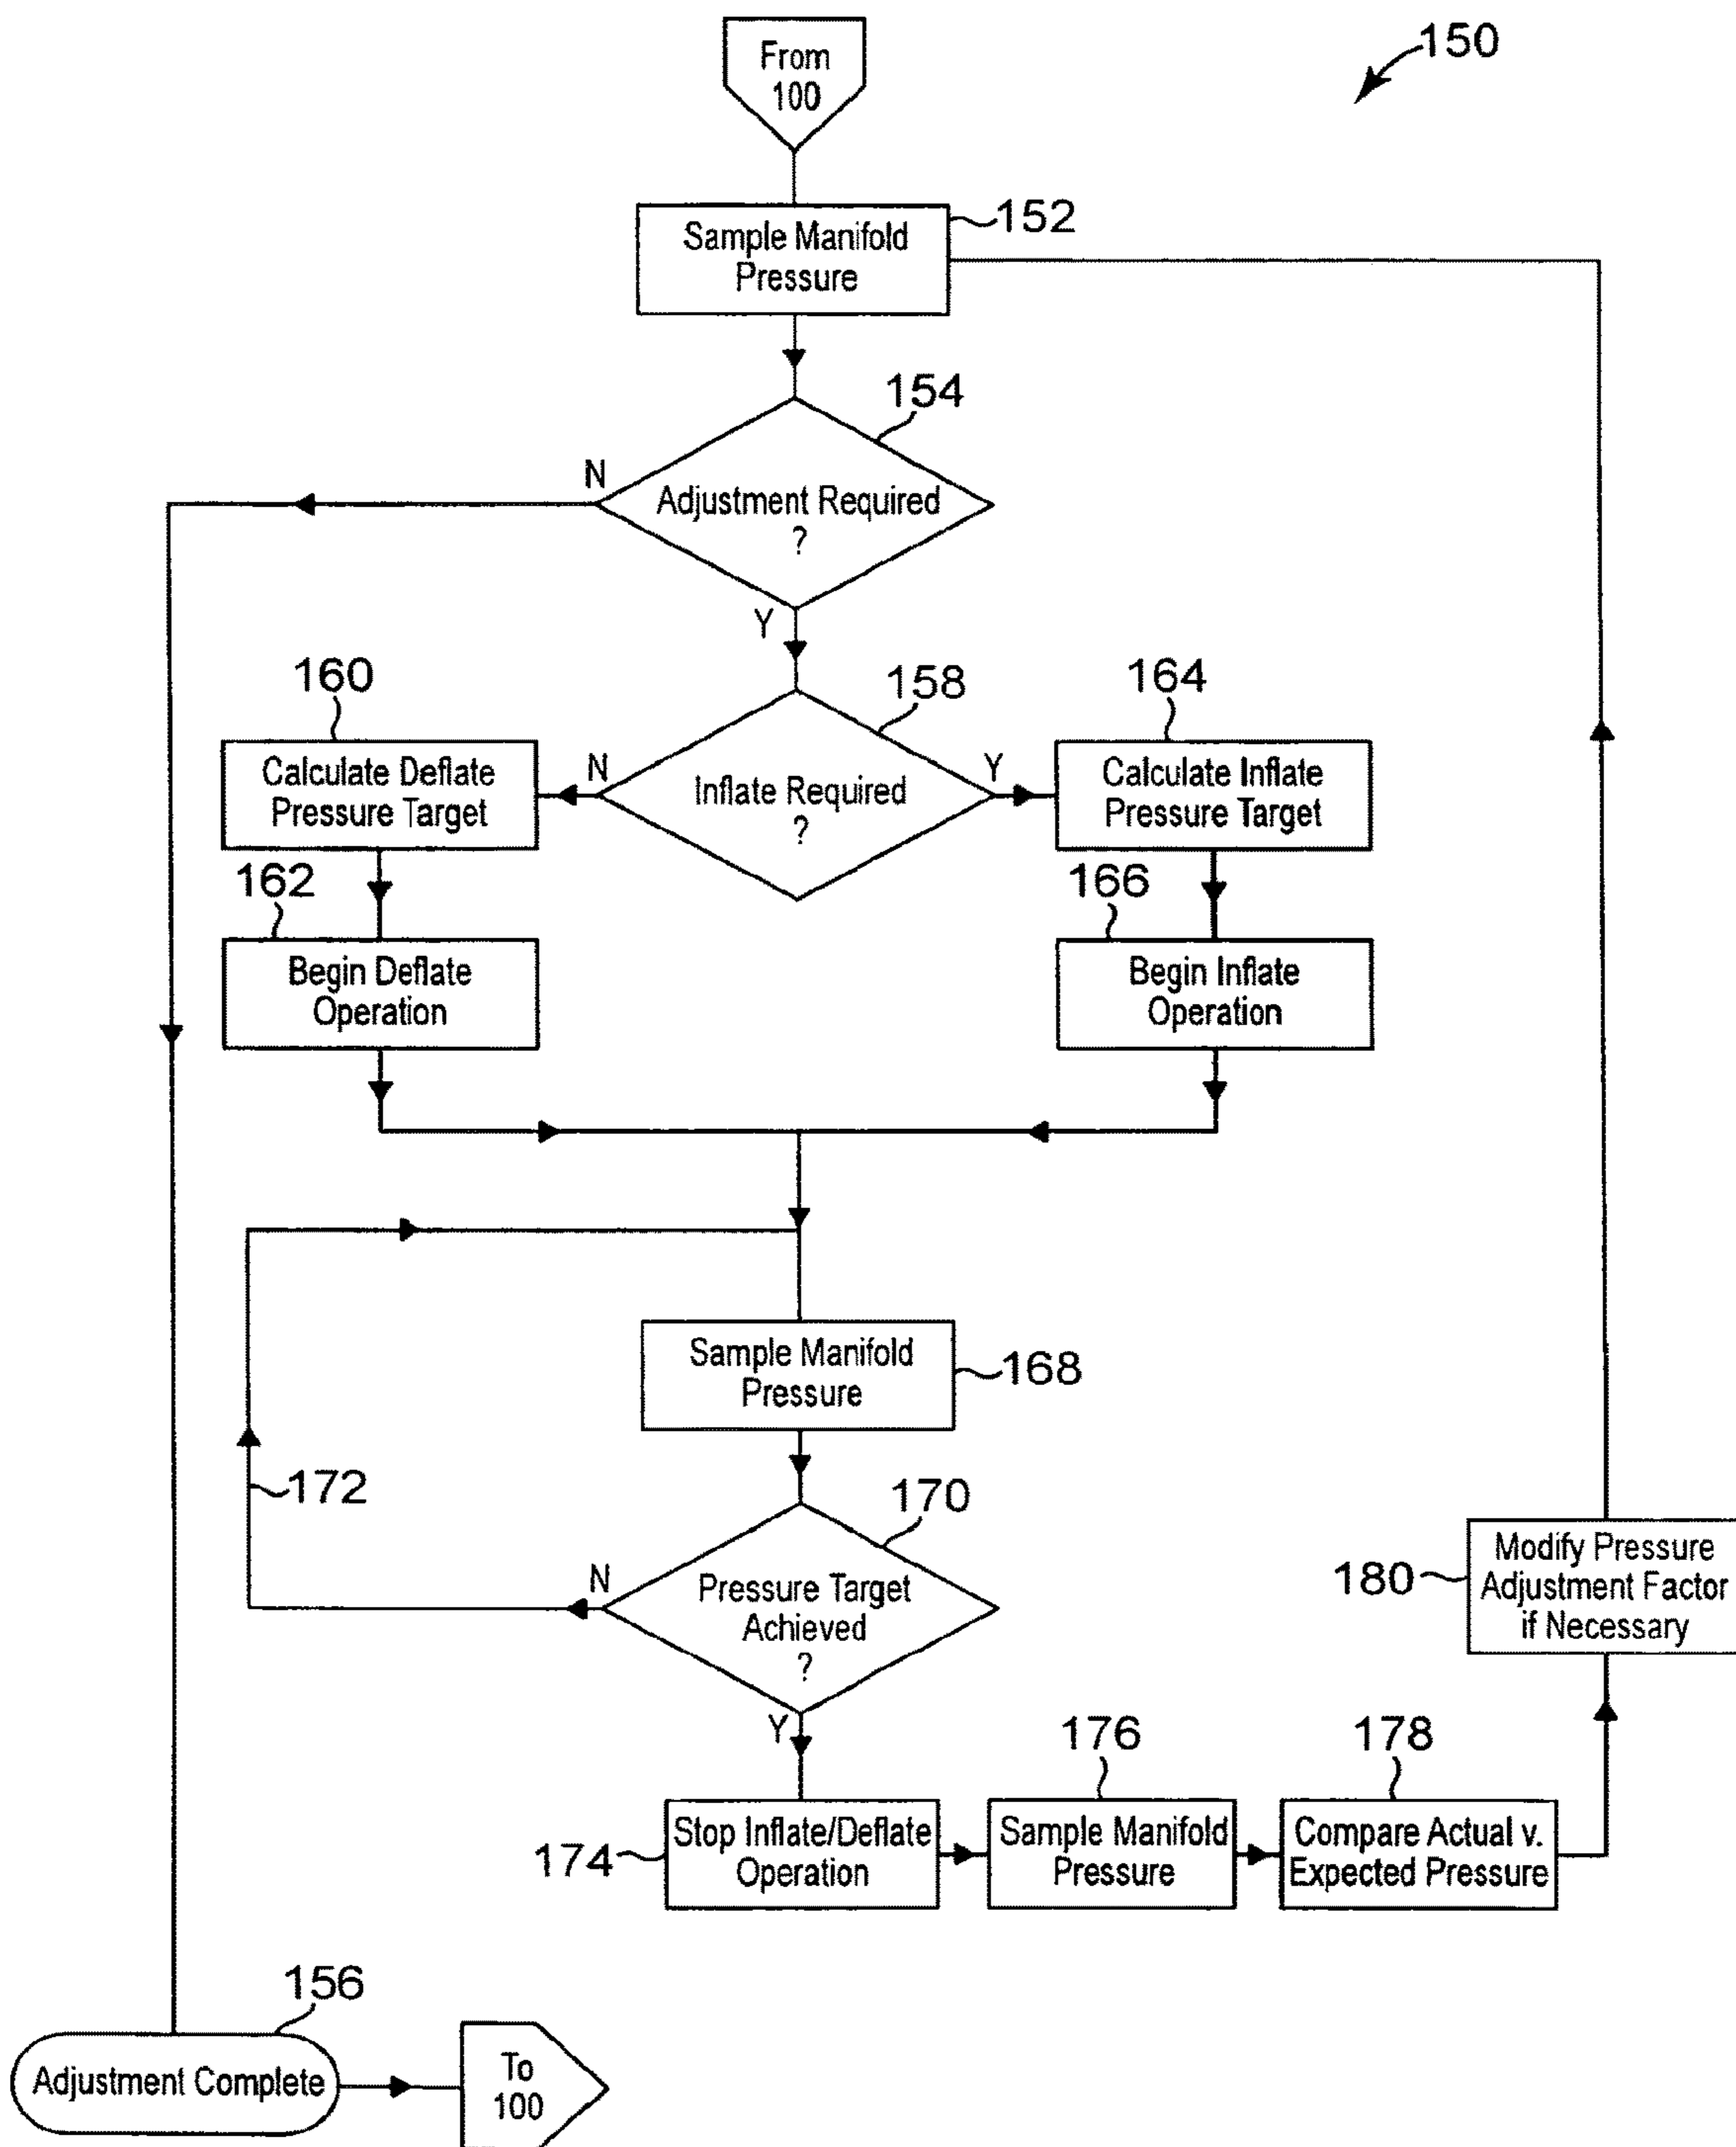 From
100
150
Sample Manifold
Pressure
152
154
N
Adjustment Required
?
Y
160
158
164
Calculate Deflate
Pressure Target
N
Inflate Required
?
Y
Calculate Inflate
Pressure Target
162
166
Begin Deflate
Operation
Begin Inflate
Operation
Sample Manifold
Pressure
168
172
170
N
Pressure Target
Achieved
?
Y
180
Modify Pressure
Adjustment Factor
if Necessary
176
178
174
Stop Inflate/Deflate
Operation
Sample Manifold
Pressure
Compare Actual v.
Expected Pressure
156
Adjustment Complete
To
100